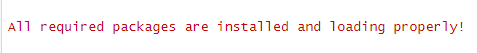 All required packages are installed and loading properly!